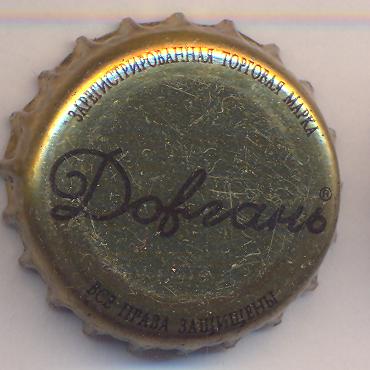 ЗАРЕГИСТРИРОВАННАЯ ТОРГОВАЯ МАРКА
Довгань®
ВСЕ ПРАВА ЗАЩИЩЕНЫ